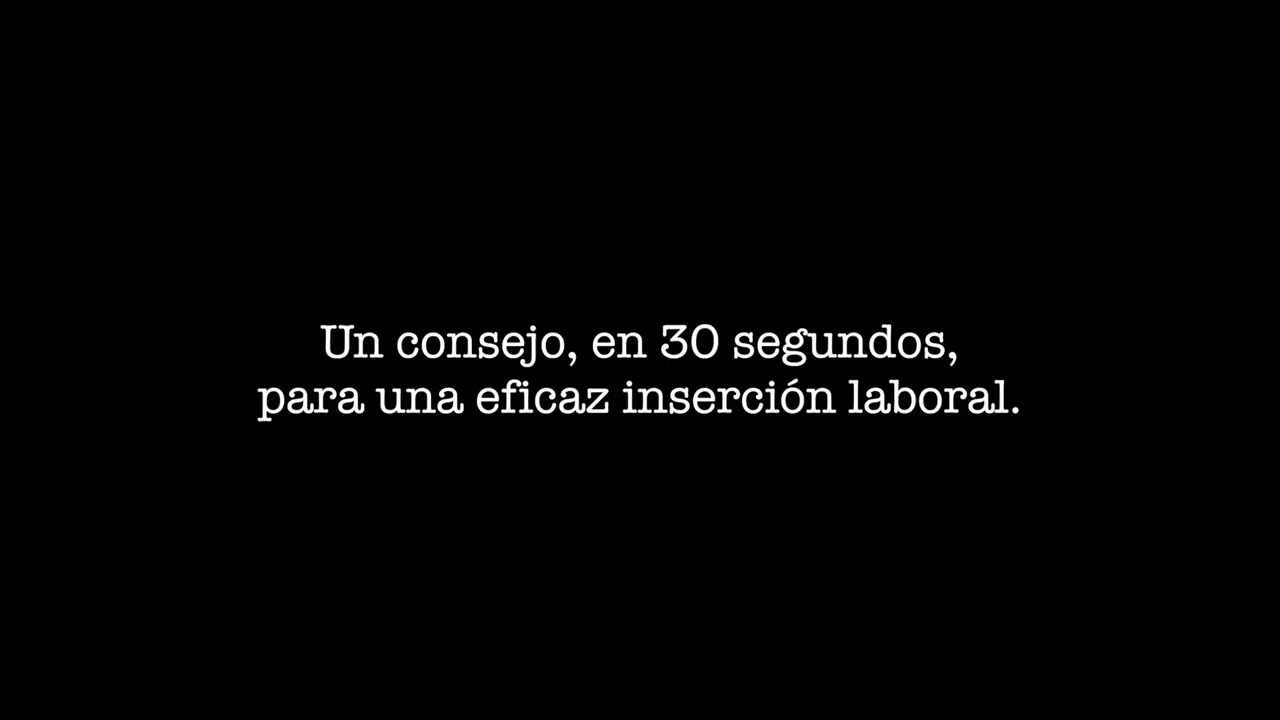 Un consejo, en 30 segundos,
para una eficaz inserción laboral.